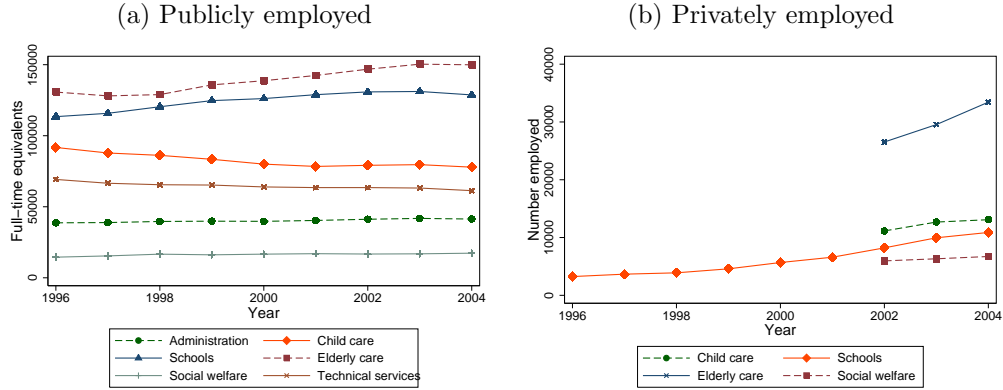 (a) Publicly employed
Full−time equivalents
0 50000 100000 150000
1996 1998 2000 2002 2004
Year
Administration Child care
Schools Elderly care
Social welfare Technical services
(b) Privately employed
Number employed
0 10000 20000 30000 40000
1996 1998 2000 2002 2004
Year
Child care Schools
Elderly care Social welfare